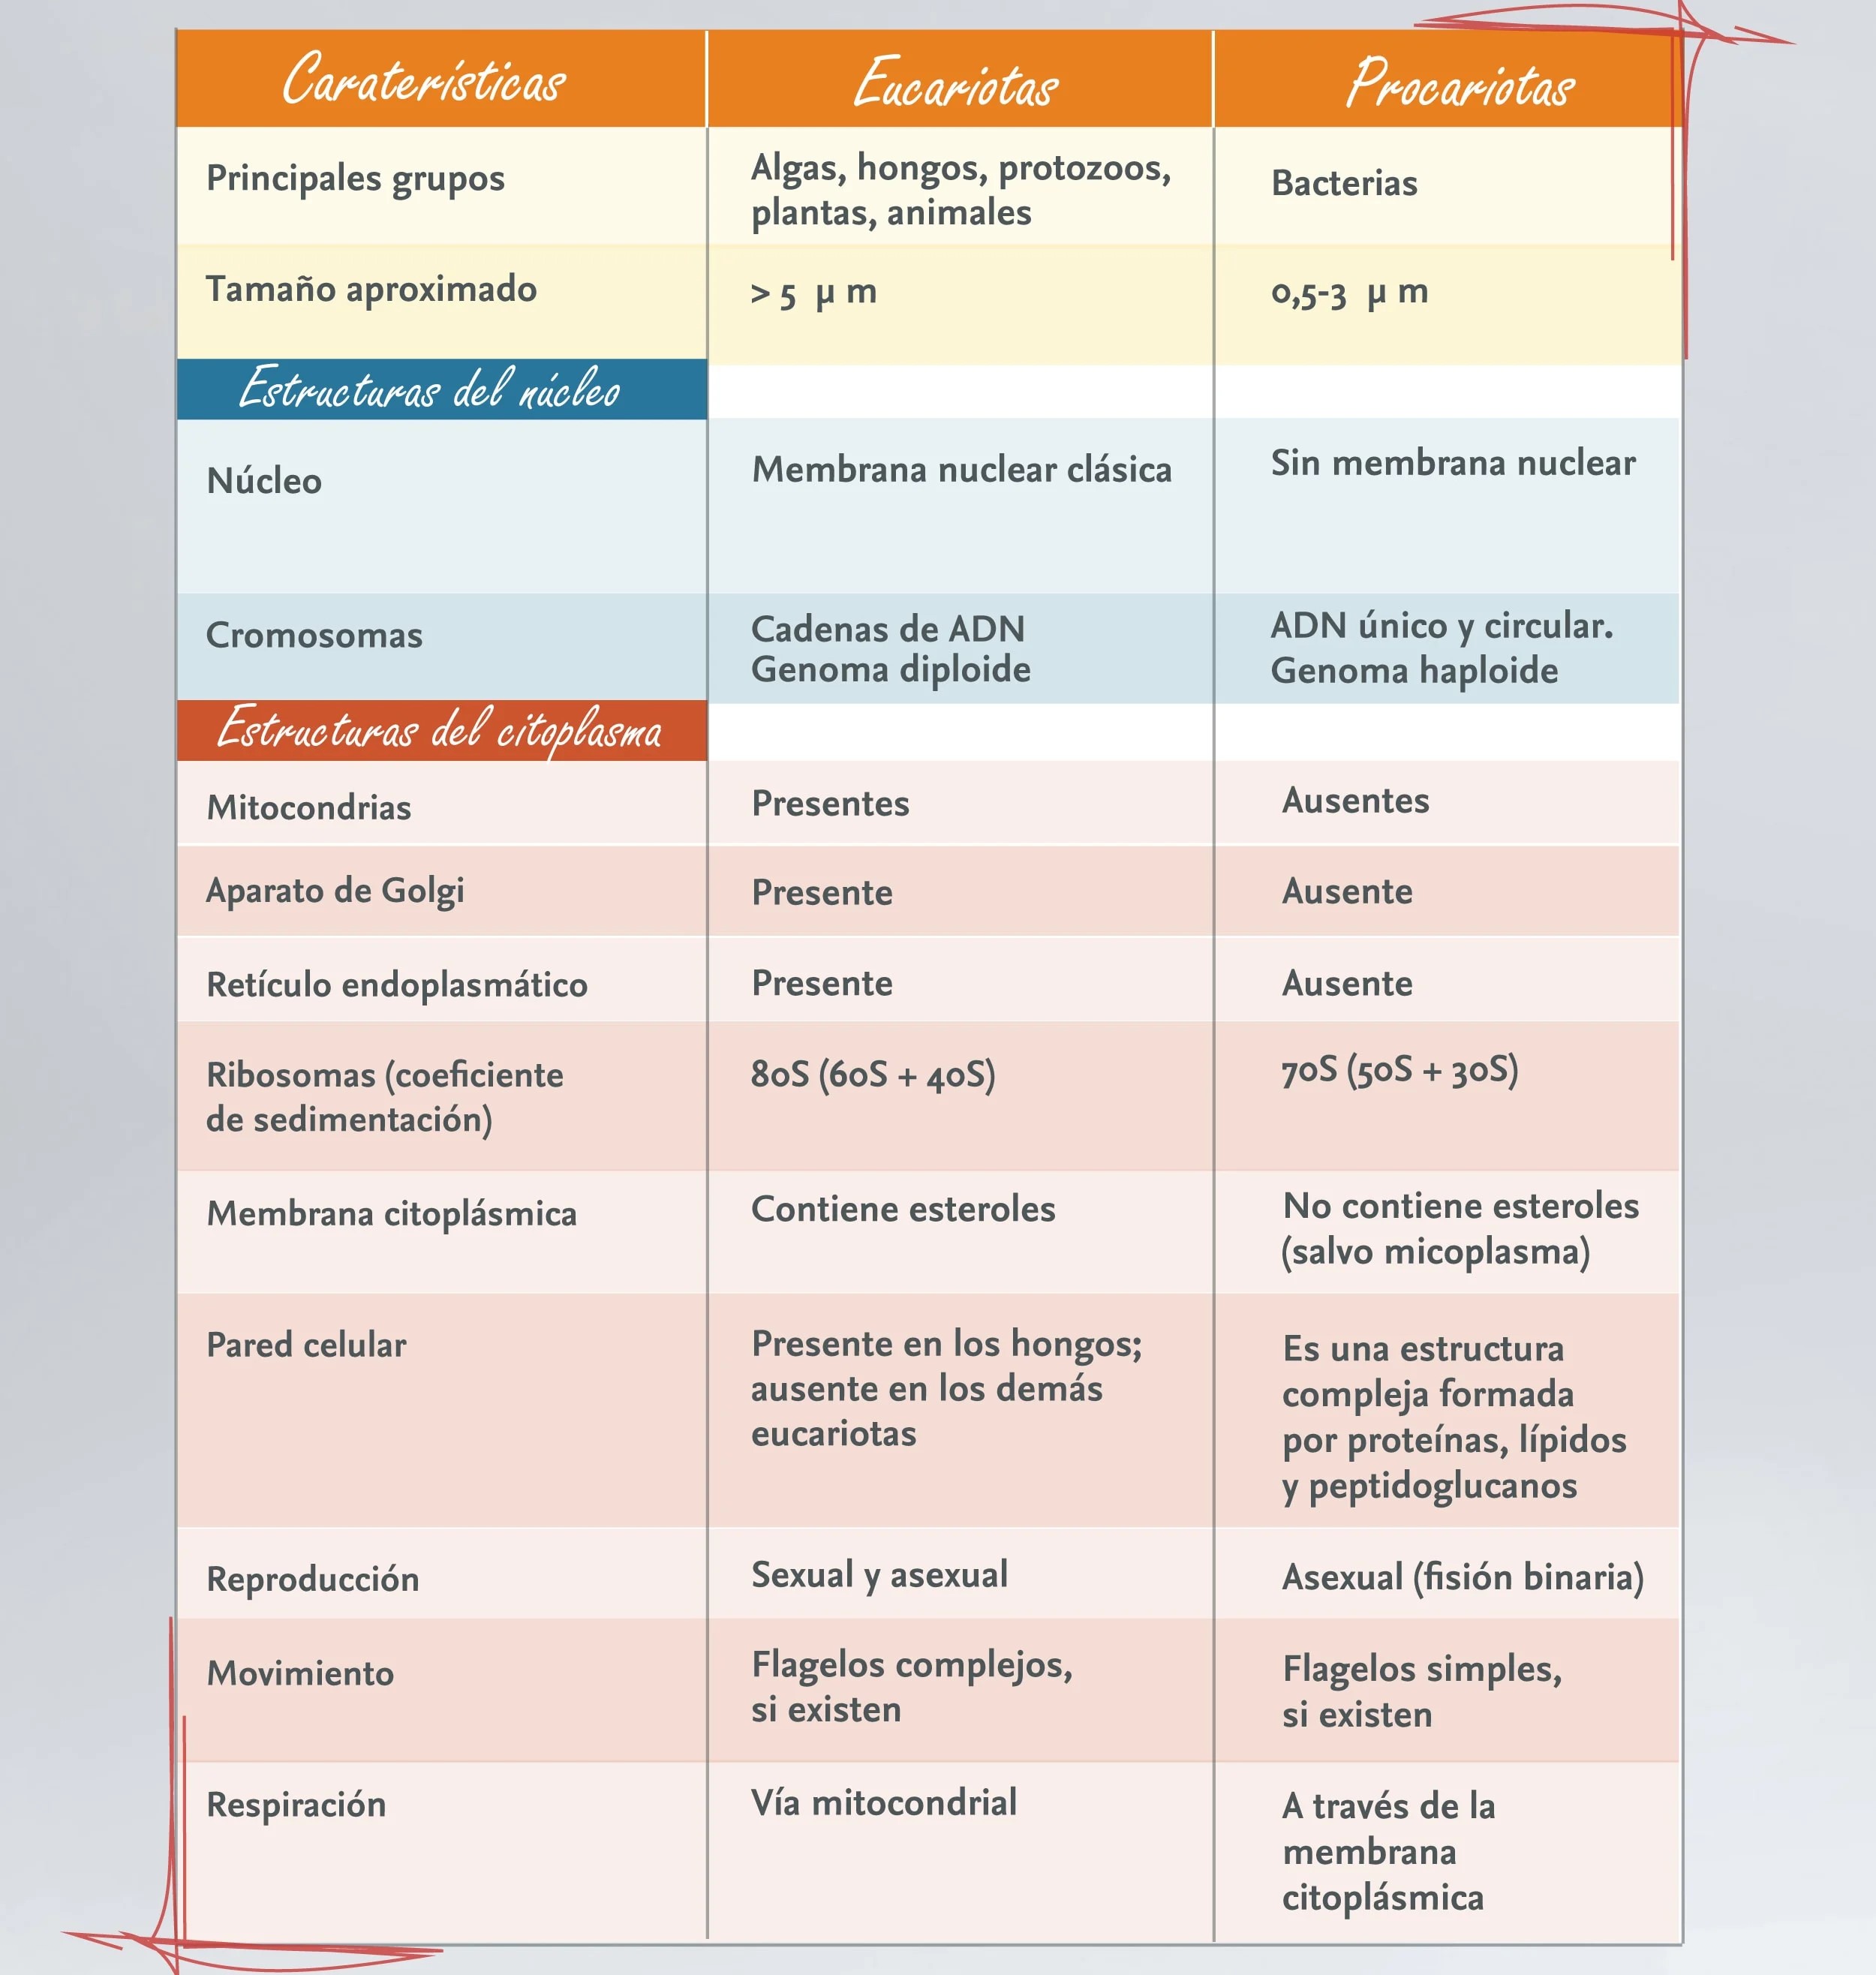 Caraterísticas
Eucariotas
Procariotas
Principales grupos
Algas, hongos, protozoos,
plantas, animales
Bacterias
Tamaño aproximado
> 5 µ m
0,5-3 µ m
Estructuras del núcleo
Núcleo
Membrana nuclear clásica
Sin membrana nuclear
Cromosomas
Cadenas de ADN
Genoma diploide
ADN único y circular.
Genoma haploide
Estructuras del citoplasma
Mitocondrias
Presentes
Ausentes
Aparato de Golgi
Presente
Ausente
Retículo endoplasmático
Presente
Ausente
Ribosomas (coeficiente
de sedimentación)
80S (60S + 40S)
70S (50S + 30S)
Membrana citoplásmica
Contiene esteroles
No contiene esteroles
(salvo micoplasma)
Pared celular
Presente en los hongos;
ausente en los demás
eucariotas
Es una estructura
compleja formada
por proteínas, lípidos
y peptidoglucanos
Reproducción
Sexual y asexual
Asexual (fisión binaria)
Movimiento
Flagelos complejos,
si existen
Flagelos simples,
si existen
Respiración
Vía mitocondrial
A través de la
membrana
citoplásmica